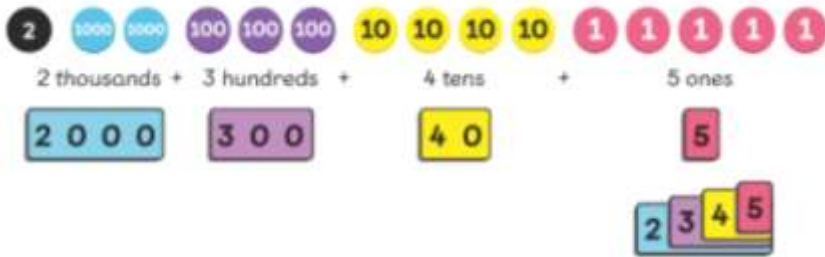 2 1000 1000 100 100 100 10 10 10 10 1 1 1 1 1
2 thousands + 3 hundreds + 4 tens + 5 ones
2 0 0 0 3 0 0 4 0 5
2 3 4 5